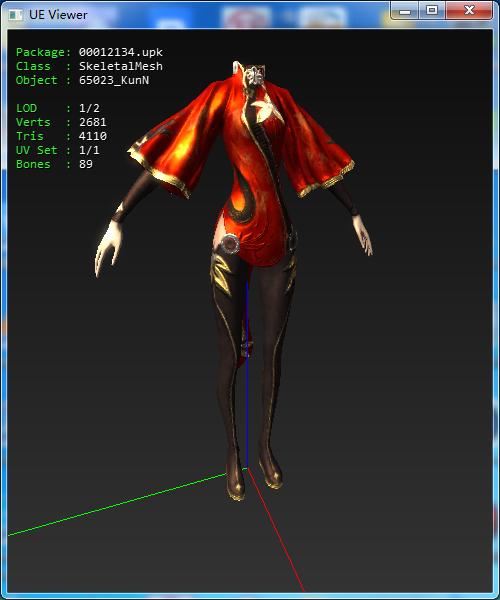 UE Viewer
Package: 00012134.upk
Class : SkeletalMesh
Object : 65023_KunN
LOD : 1/2
Verts : 2681
Tris : 4110
UV Set : 1/1
Bones : 89